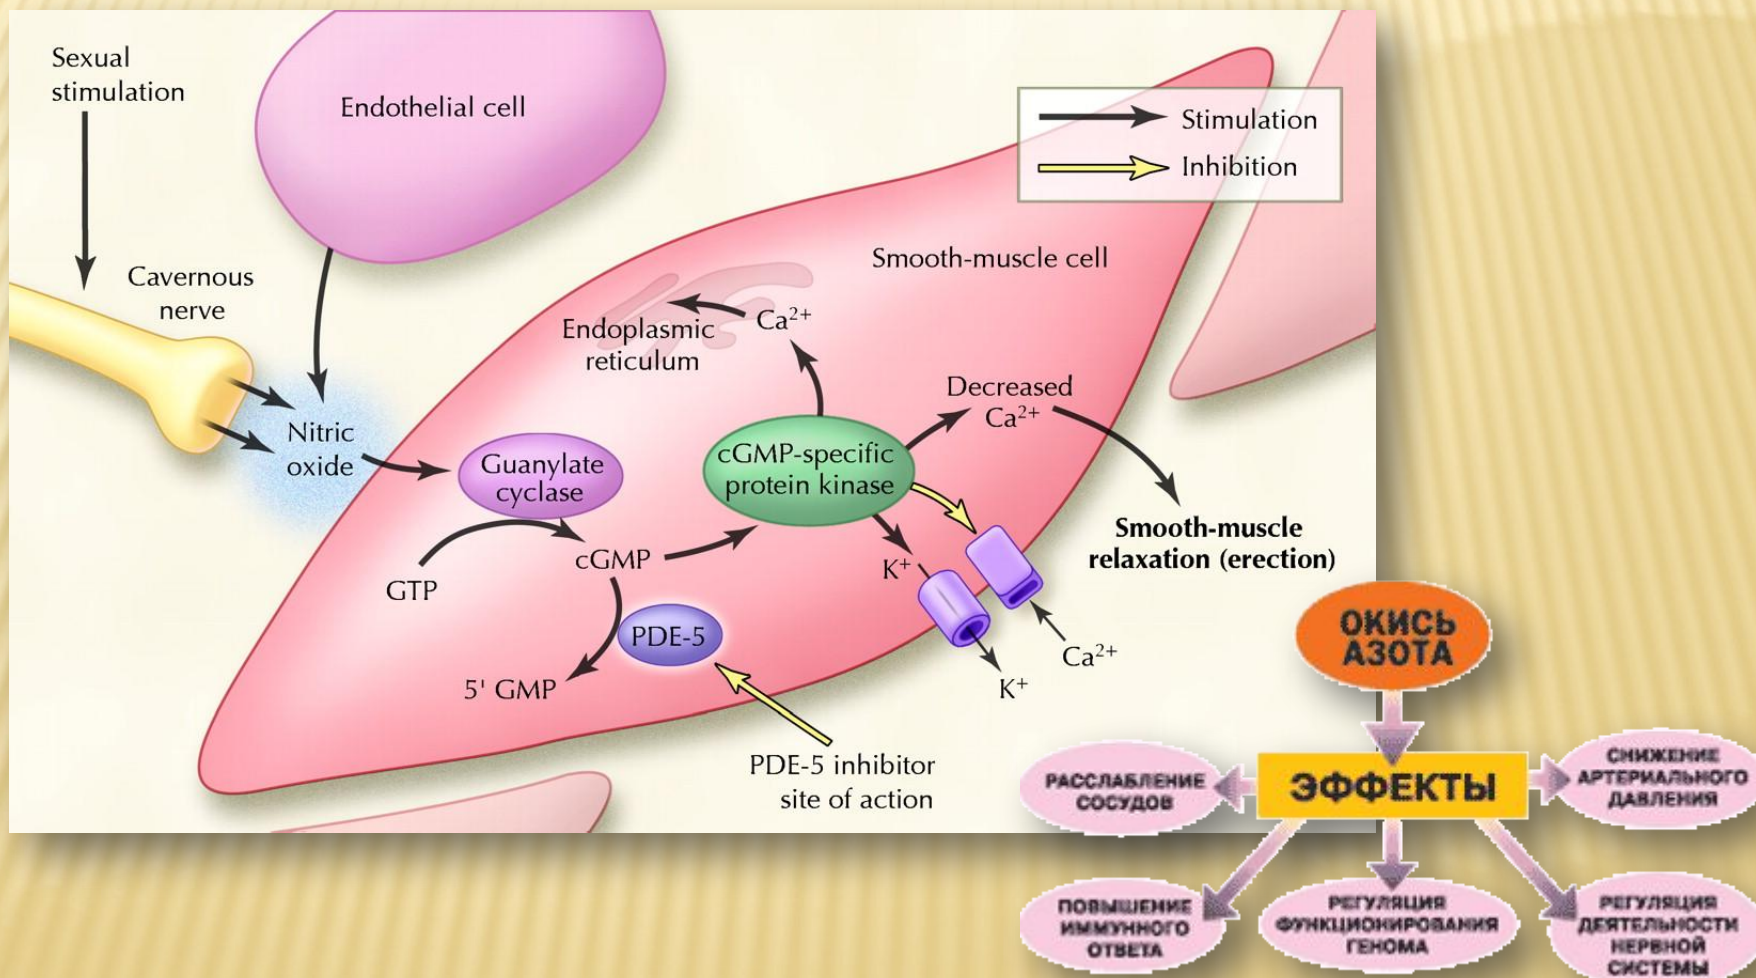 Sexual
stimulation
Endothelial cell
Stimulation
Inhibition
Cavernous
nerve
Smooth-muscle cell
Endoplasmic
reticulum
Ca²⁺
Decreased
Ca²⁺
Nitric
oxide
Guanylate
cyclase
cGMP-specific
protein kinase
Smooth-muscle
relaxation (erection)
GTP
cGMP
K⁺
PDE-5
5' GMP
Ca²⁺
K⁺
PDE-5 inhibitor
site of action
ОКИСЬ
АЗОТА
ЭФФЕКТЫ
РАССЛАБЛЕНИЕ
СОСУДОВ
СНИЖЕНИЕ
АРТЕРИАЛЬНОГО
ДАВЛЕНИЯ
ПОВЫШЕНИЕ
ИММУННОГО
ОТВЕТА
РЕГУЛЯЦИЯ
ФУНКЦИОНИРОВАНИЯ
ГЕНОМА
РЕГУЛЯЦИЯ
ДЕЯТЕЛЬНОСТИ
НЕРВНОЙ
СИСТЕМЫ